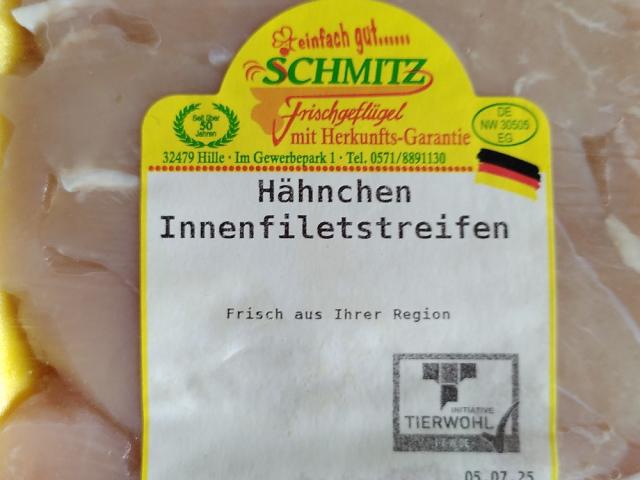 einfach gut......
SCHMITZ
Frischgeflügel
mit Herkunfts-Garantie
Seit über
50
Jahren
DE
NW 30505
EG
32479 Hille · Im Gewerbepark 1 · Tel. 0571/8891130
Hähnchen
Innenfiletstreifen
Frisch aus Ihrer Region
INITIATIVE
TIERWOHL
05.07.25